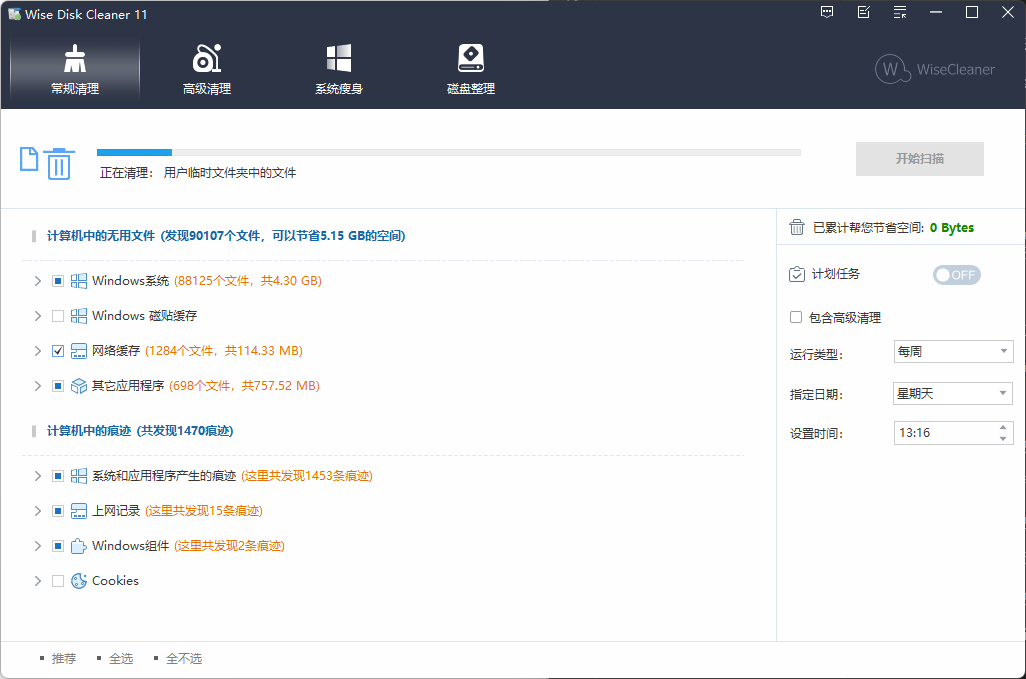 Wise Disk Cleaner 11
常规清理
高级清理
系统瘦身
磁盘整理
W WiseCleaner
正在清理： 用户临时文件夹中的文件
开始扫描
计算机中的无用文件 (发现90107个文件，可以节省5.15 GB的空间)
Windows系统 (88125个文件，共4.30 GB)
Windows 磁贴缓存
网络缓存 (1284个文件，共114.33 MB)
其它应用程序 (698个文件，共757.52 MB)
计算机中的痕迹 (共发现1470痕迹)
系统和应用程序产生的痕迹 (这里共发现1453条痕迹)
上网记录 (这里共发现15条痕迹)
Windows组件 (这里共发现2条痕迹)
Cookies
已累计帮您节省空间: 0 Bytes
计划任务 OFF
包含高级清理
运行类型： 每周
指定日期： 星期天
设置时间： 13:16
推荐 全选 全不选